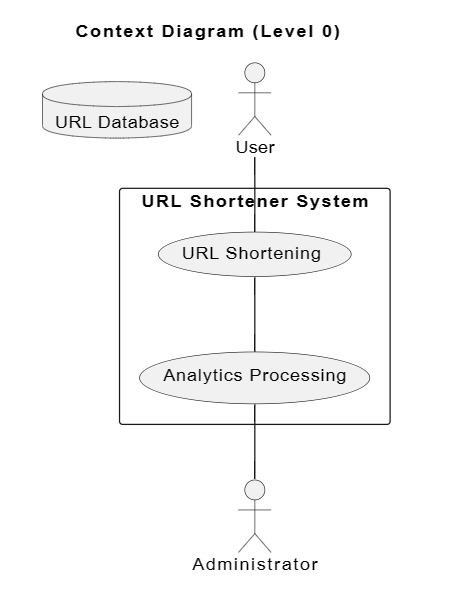 Context Diagram (Level 0)
URL Database
User
URL Shortener System
URL Shortening
Analytics Processing
Administrator